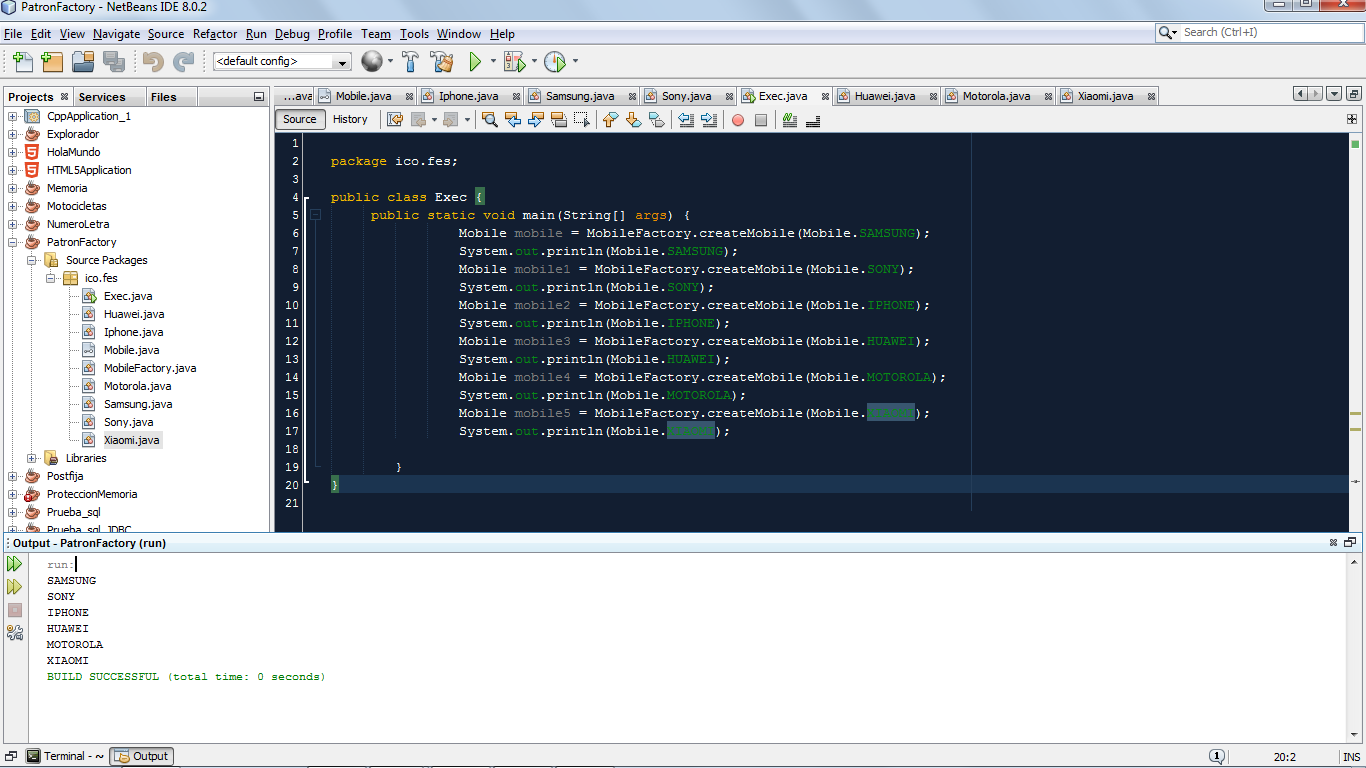 PatronFactory - NetBeans IDE 8.0.2
File Edit View Navigate Source Refactor Run Debug Profile Team Tools Window Help
Search (Ctrl+I)
<default config>
Projects Services Files
CppApplication_1
Explorador
HolaMundo
HTML5Application
Memoria
Motocicletas
NumeroLetra
PatronFactory
Source Packages
ico.fes
Exec.java
Huawei.java
Iphone.java
Mobile.java
MobileFactory.java
Motorola.java
Samsung.java
Sony.java
Xiaomi.java
Libraries
Postfija
ProteccionMemoria
Prueba_sql
Prueba_sql_JDBC
...ava Mobile.java Iphone.java Samsung.java Sony.java Exec.java Huawei.java Motorola.java Xiaomi.java
Source History
1
2 package ico.fes;
3
4 public class Exec {
5 public static void main(String[] args) {
6 Mobile mobile = MobileFactory.createMobile(Mobile.SAMSUNG);
7 System.out.println(Mobile.SAMSUNG);
8 Mobile mobile1 = MobileFactory.createMobile(Mobile.SONY);
9 System.out.println(Mobile.SONY);
10 Mobile mobile2 = MobileFactory.createMobile(Mobile.IPHONE);
11 System.out.println(Mobile.IPHONE);
12 Mobile mobile3 = MobileFactory.createMobile(Mobile.HUAWEI);
13 System.out.println(Mobile.HUAWEI);
14 Mobile mobile4 = MobileFactory.createMobile(Mobile.MOTOROLA);
15 System.out.println(Mobile.MOTOROLA);
16 Mobile mobile5 = MobileFactory.createMobile(Mobile.XIAOMI);
17 System.out.println(Mobile.XIAOMI);
18
19 }
20 }
21
Output - PatronFactory (run)
run:
SAMSUNG
SONY
IPHONE
HUAWEI
MOTOROLA
XIAOMI
BUILD SUCCESSFUL (total time: 0 seconds)
Terminal - ~ Output
1 20:2 INS